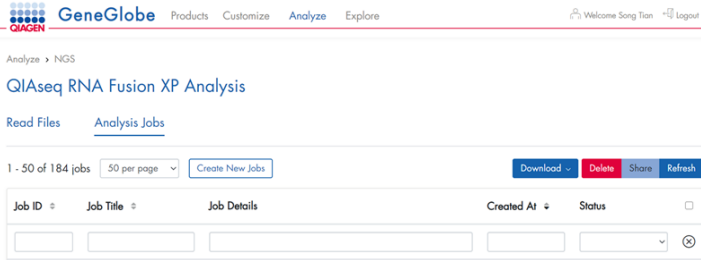 QIAGEN GeneGlobe Products Customize Analyze Explore Welcome Song Tian Logout
Analyze > NGS
QIAseq RNA Fusion XP Analysis
Read Files Analysis Jobs
1 - 50 of 184 jobs 50 per page Create New Jobs Download Delete Share Refresh
Job ID Job Title Job Details Created At Status